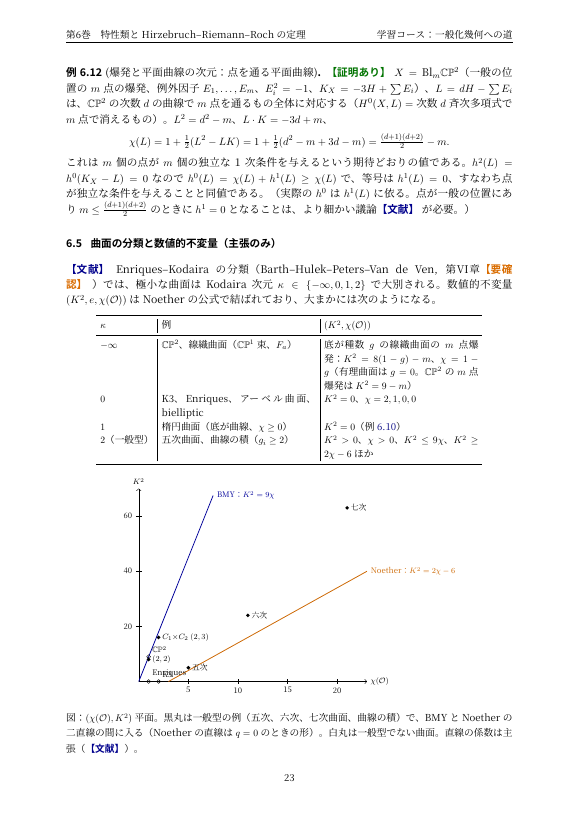 第6巻 特性類と Hirzebruch–Riemann–Roch の定理 学習コース：一般化幾何への道
例 6.12 (爆発と平面曲線の次元：点を通る平面曲線). 【証明あり】 X = Bl_mℂℙ²（一般の位
置の m 点の爆発、例外因子 E₁, . . . , E_m、E_i² = −1、K_X = −3H + ∑E_i）、L = dH − ∑E_i
は、ℂℙ² の次数 d の曲線で m 点を通るもの全体に対応する（H⁰(X, L) = 次数 d 斉次多項式で
m 点で消えるもの）。L² = d² − m、L · K = −3d + m、
χ(L) = 1 + ½(L² − LK) = 1 + ½(d² − m + 3d − m) = (d+1)(d+2)/2 − m.
これは m 個の点が m 個の独立な 1 次条件を与えるという期待どおりの値である。h²(L) =
h⁰(K_X − L) = 0 なので h⁰(L) = χ(L) + h¹(L) ≥ χ(L) で、等号は h¹(L) = 0、すなわち点
が独立な条件を与えることと同値である。（実際の h⁰ は h¹(L) に依る。点が一般の位置にあ
り m ≤ (d+1)(d+2)/2 のときに h¹ = 0 となることは、より細かい議論【文献】 が必要。）
6.5 曲面の分類と数値的不変量（主張のみ）
【文献】 Enriques–Kodaira の分類（Barth–Hulek–Peters–Van de Ven, 第VI章【要確
認】）では、極小な曲面は Kodaira 次元 κ ∈ {−∞, 0, 1, 2} で大別される。数値的不変量
(K², e, χ(𝒪)) は Noether の公式で結ばれており、大まかには次のようになる。
κ 例 (K², χ(𝒪))
−∞ ℂℙ²、線織曲面（ℂℙ¹ 束、F_n） 底が種数 g の線織曲面の m 点爆
発：K² = 8(1 − g) − m、χ = 1 −
g（有理曲面は g = 0。ℂℙ² の m 点
爆発は K² = 9 − m）
0 K3、Enriques、アーベル曲面、 K² = 0、χ = 2, 1, 0, 0
bielliptic
1 楕円曲面（底が曲線、χ ≥ 0） K² = 0（例 6.10）
2（一般型） 五次曲面、曲線の積（g_i ≥ 2） K² > 0、χ > 0、K² ≤ 9χ、K² ≥
2χ − 6 ほか
K²
BMY：K² = 9χ
七次
60
40
Noether：K² = 2χ − 6
六次
20
C₁×C₂ (2, 3)
ℂℙ²
(2, 2)
Enriques
五次
χ(𝒪)
5 10 15 20
図：(χ(𝒪), K²) 平面。黒丸は一般型の例（五次、六次、七次曲面、曲線の積）で、BMY と Noether の
二直線の間に入る（Noether の直線は q = 0 のときの形）。白丸は一般型でない曲面。直線の係数は主
張（【文献】）。
23